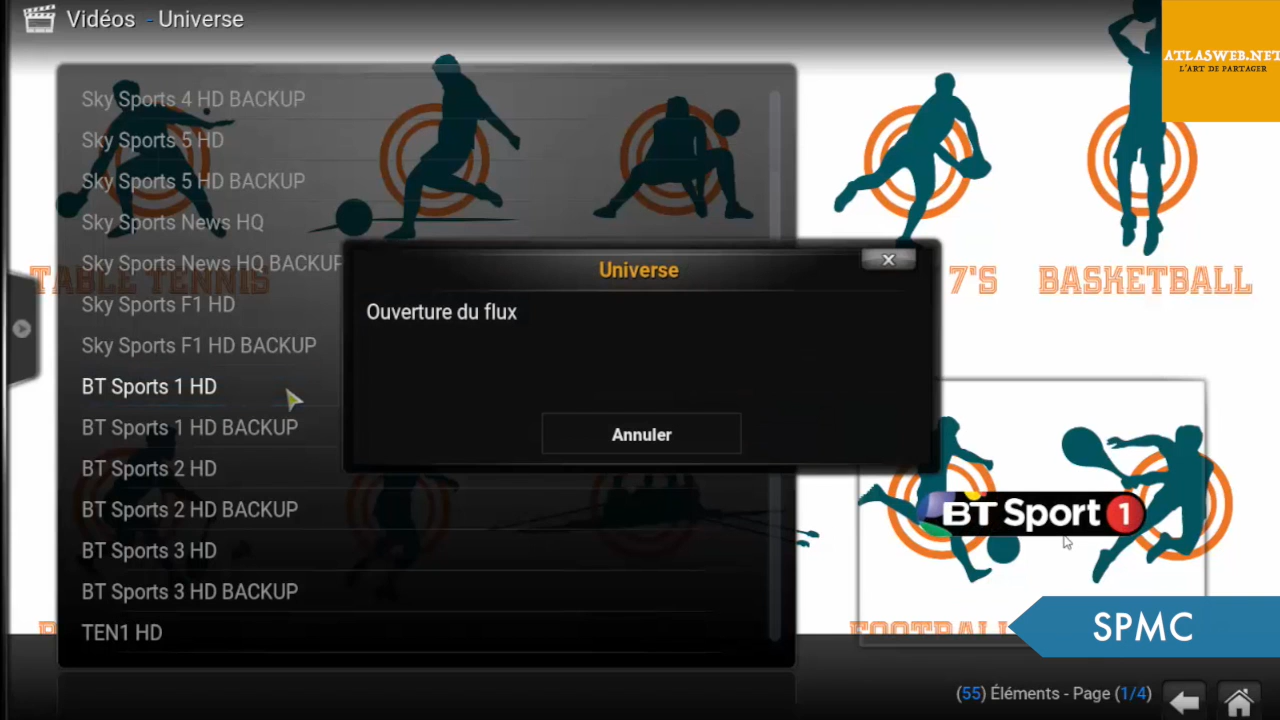 Vidéos - Universe
ATLASWEB.NET
L'ART DE PARTAGER
Sky Sports 4 HD BACKUP
Sky Sports 5 HD
Sky Sports 5 HD BACKUP
Sky Sports News HQ
Sky Sports News HQ BACKUP
Sky Sports F1 HD
Sky Sports F1 HD BACKUP
BT Sports 1 HD
BT Sports 1 HD BACKUP
BT Sports 2 HD
BT Sports 2 HD BACKUP
BT Sports 3 HD
BT Sports 3 HD BACKUP
TEN1 HD
TABLE TENNIS
7'S
BASKETBALL
Universe
Ouverture du flux
Annuler
BT Sport 1
FOOTBALL
SPMC
(55) Éléments - Page (1/4)